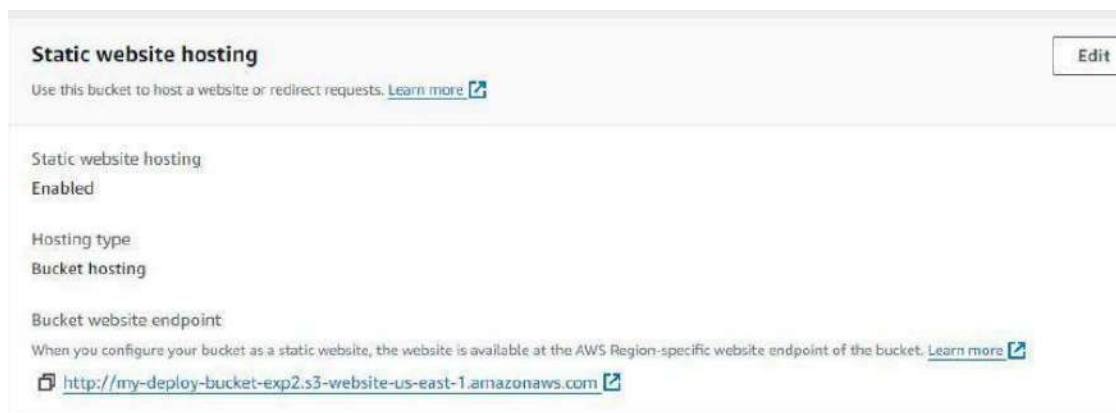 Static website hosting
Edit
Use this bucket to host a website or redirect requests. Learn more
Static website hosting
Enabled
Hosting type
Bucket hosting
Bucket website endpoint
When you configure your bucket as a static website, the website is available at the AWS Region-specific website endpoint of the bucket. Learn more
http://my-deploy-bucket-exp2.s3-website-us-east-1.amazonaws.com